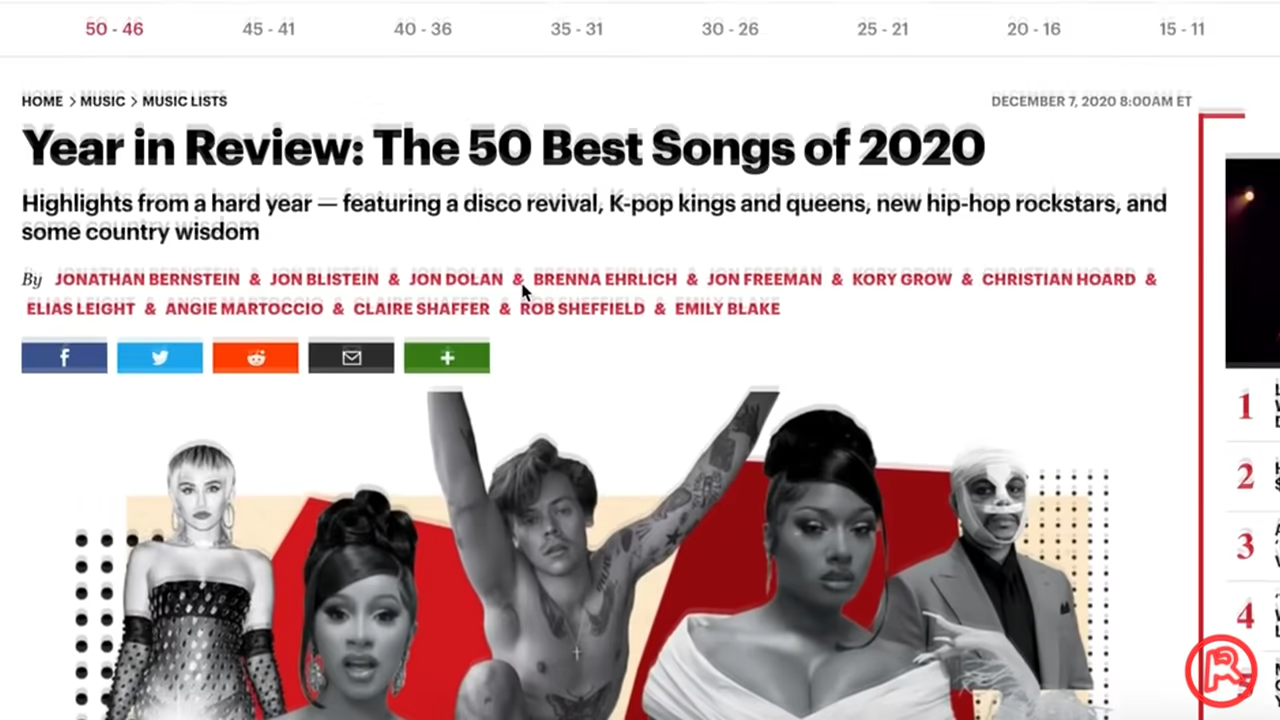 50 - 46 45 - 41 40 - 36 35 - 31 30 - 26 25 - 21 20 - 16 15 - 11
HOME > MUSIC > MUSIC LISTS
DECEMBER 7, 2020 8:00AM ET
Year in Review: The 50 Best Songs of 2020
Highlights from a hard year — featuring a disco revival, K-pop kings and queens, new hip-hop rockstars, and
some country wisdom
By JONATHAN BERNSTEIN & JON BLISTEIN & JON DOLAN & BRENNA EHRLICH & JON FREEMAN & KORY GROW & CHRISTIAN HOARD &
ELIAS LEIGHT & ANGIE MARTOCCIO & CLAIRE SHAFFER & ROB SHEFFIELD & EMILY BLAKE
1
2
3
4
R